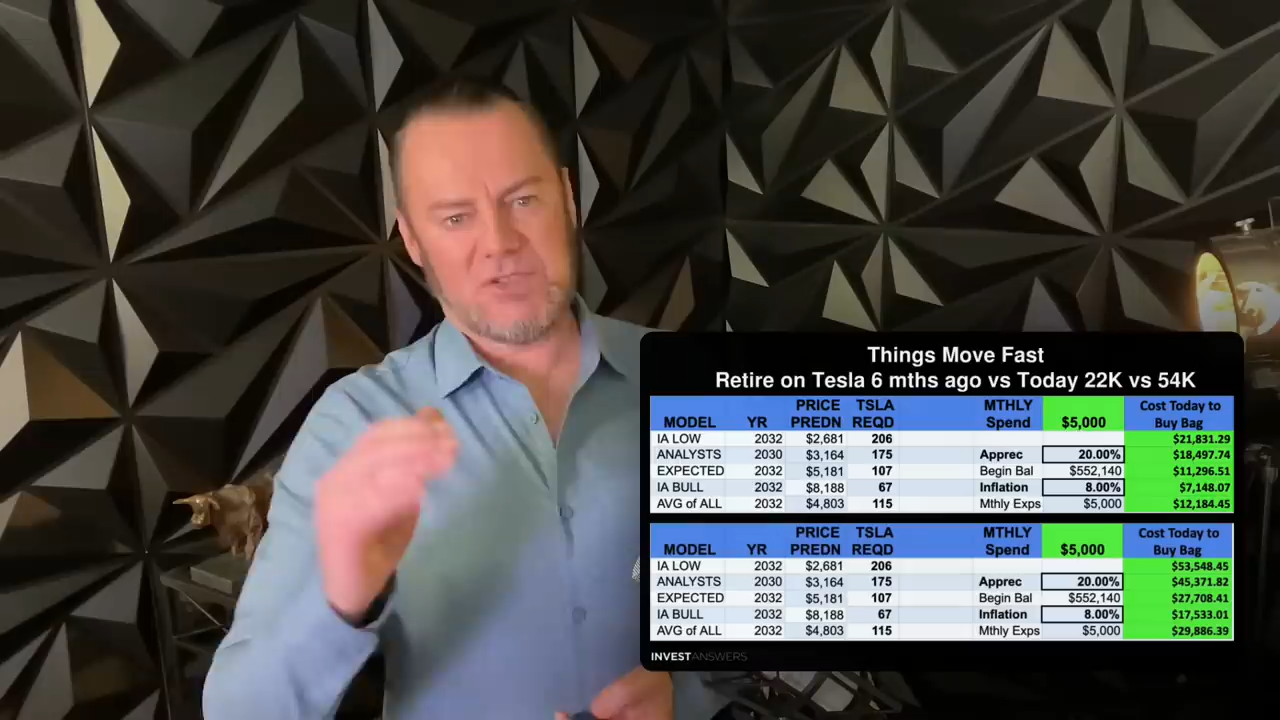 Things Move Fast
Retire on Tesla 6 mths ago vs Today 22K vs 54K
MODEL YR PRICE PREDN TSLA REQD MTHLY Spend $5,000 Cost Today to Buy Bag
IA LOW 2032 $2,681 206 $21,831.29
ANALYSTS 2030 $3,164 175 Apprec 20.00% $18,497.74
EXPECTED 2032 $5,181 107 Begin Bal $552,140 $11,296.51
IA BULL 2032 $8,188 67 Inflation 8.00% $7,148.07
AVG of ALL 2032 $4,803 115 Mthly Exps $5,000 $12,184.45
MODEL YR PRICE PREDN TSLA REQD MTHLY Spend $5,000 Cost Today to Buy Bag
IA LOW 2032 $2,681 206 $53,548.45
ANALYSTS 2030 $3,164 175 Apprec 20.00% $45,371.82
EXPECTED 2032 $5,181 107 Begin Bal $552,140 $27,708.41
IA BULL 2032 $8,188 67 Inflation 8.00% $17,533.01
AVG of ALL 2032 $4,803 115 Mthly Exps $5,000 $29,886.39
INVESTANSWERS